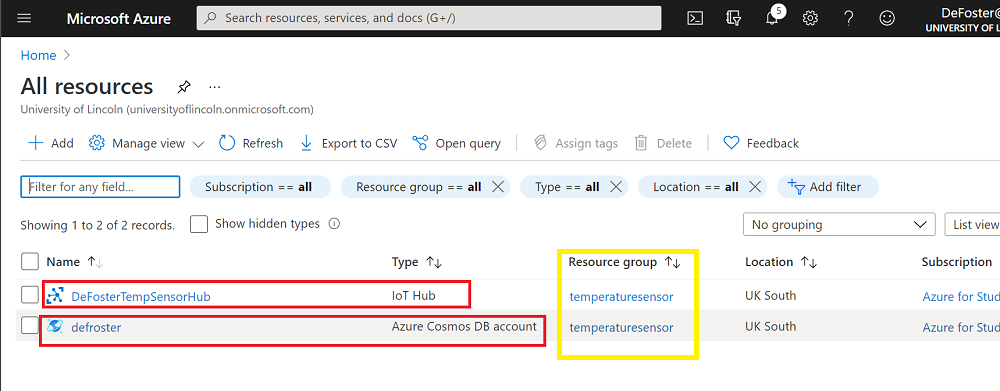 Microsoft Azure
Search resources, services, and docs (G+/)
5
DeFoster@
UNIVERSITY OF L
Home
All resources
...
University of Lincoln (universityoflincoln.onmicrosoft.com)
Add
Manage view
Refresh
Export to CSV
Open query
Assign tags
Delete
Feedback
Filter for any field...
Subscription == all
Resource group == all
Type == all
Location == all
Add filter
Showing 1 to 2 of 2 records.
Show hidden types
No grouping
List view
Name
Type
Resource group
Location
Subscription
DeFosterTempSensorHub
IoT Hub
temperaturesensor
UK South
Azure for Stud
defroster
Azure Cosmos DB account
temperaturesensor
UK South
Azure for Stud